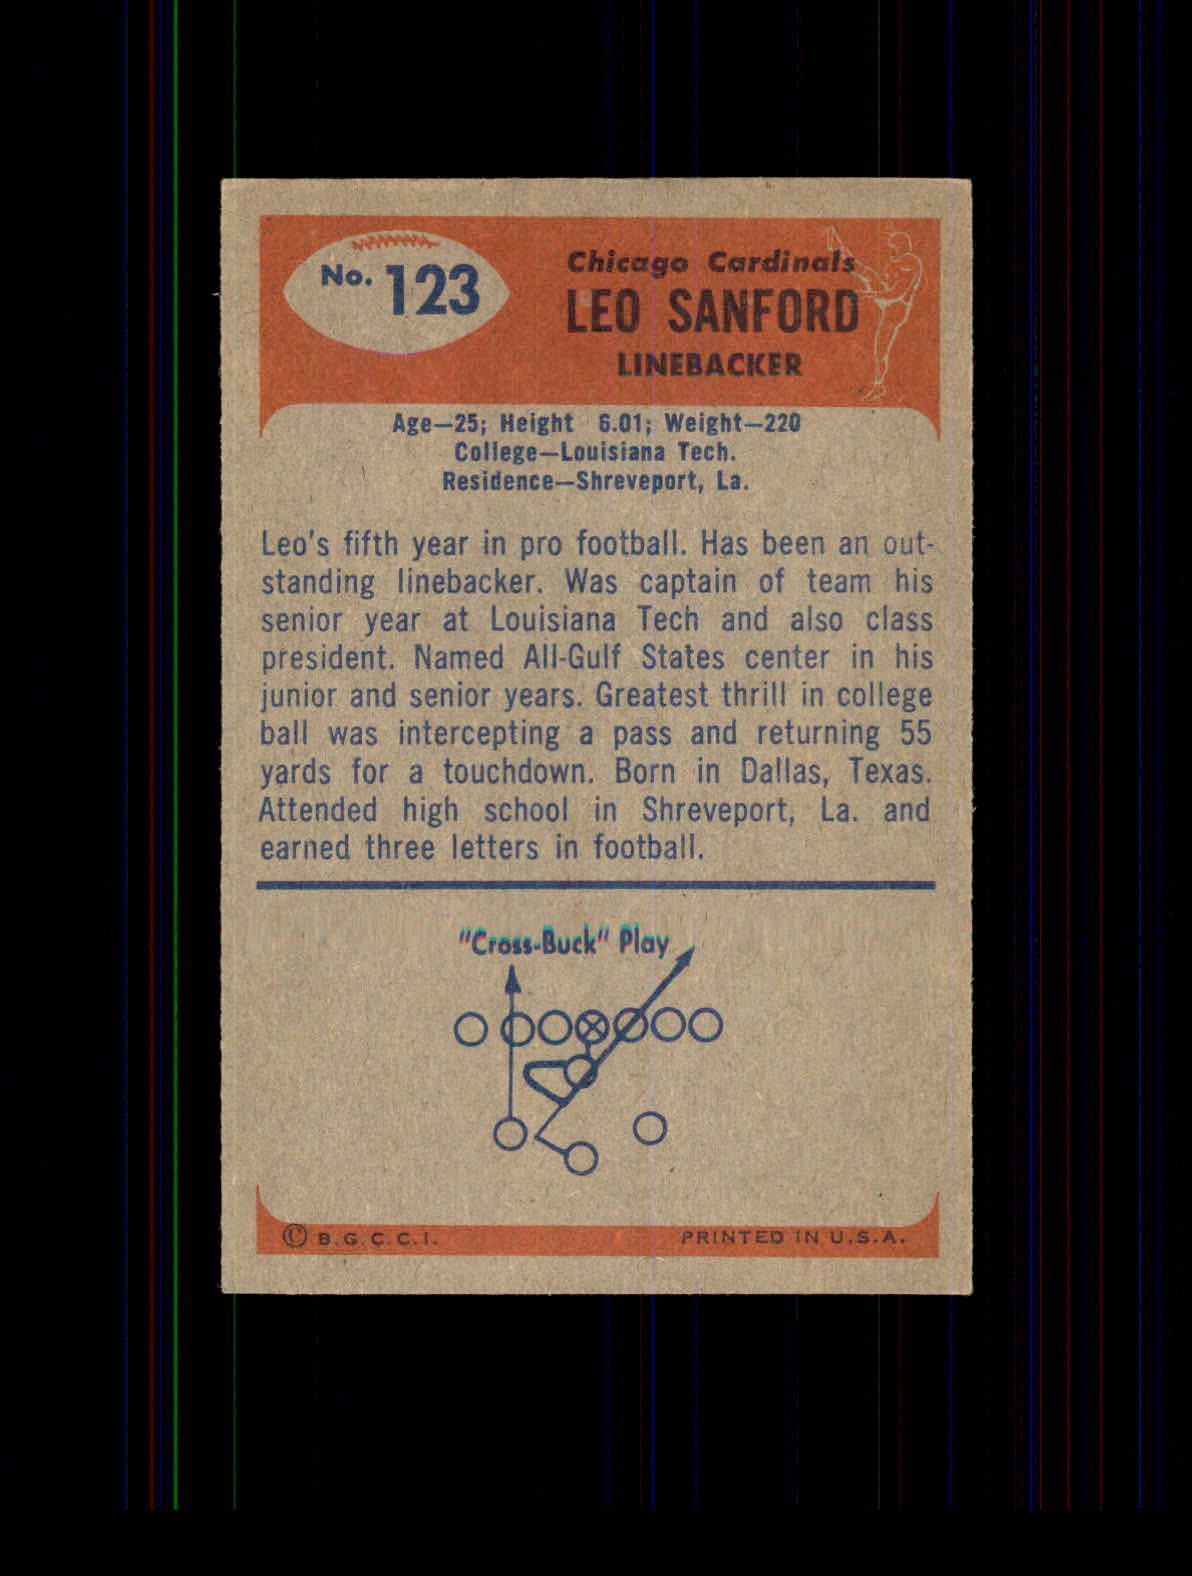 No. 123
Chicago Cardinals
LEO SANFORD
LINEBACKER
Age—25; Height 6.01; Weight—220
College—Louisiana Tech.
Residence—Shreveport, La.
Leo's fifth year in pro football. Has been an out-
standing linebacker. Was captain of team his
senior year at Louisiana Tech and also class
president. Named All-Gulf States center in his
junior and senior years. Greatest thrill in college
ball was intercepting a pass and returning 55
yards for a touchdown. Born in Dallas, Texas.
Attended high school in Shreveport, La. and
earned three letters in football.
"Cross-Buck" Play
© B.G.C.C.I.
PRINTED IN U.S.A.